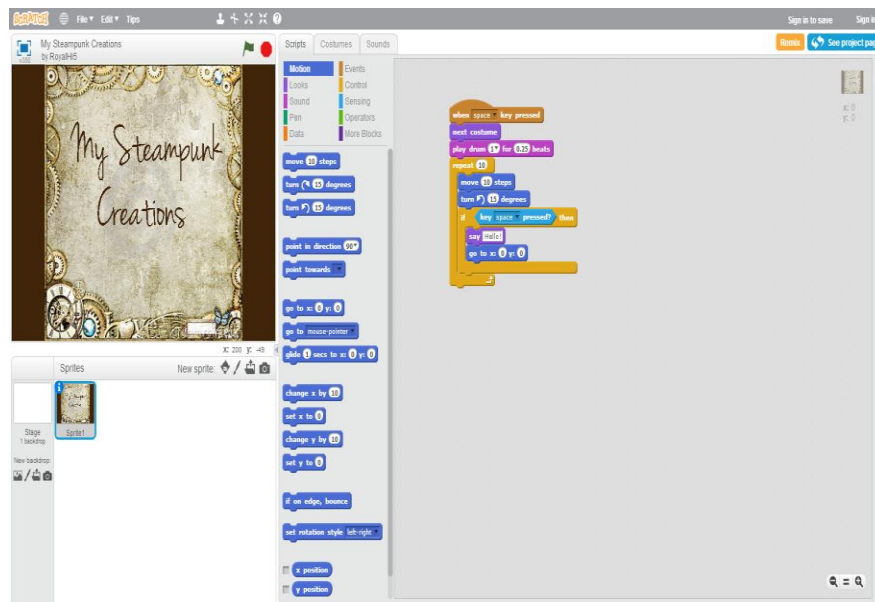 SCRATCH File Edit Tips Sign in to save Sign in
My Steampunk Creations
by RoyalHi5
My Steampunk
Creations
x: 200 y: -49
Sprites New sprite:
Stage
1 backdrop
Sprite1
New backdrop:
Scripts Costumes Sounds
Motion Events
Looks Control
Sound Sensing
Pen Operators
Data More Blocks
move 10 steps
turn 15 degrees
turn 15 degrees
point in direction 90
point towards
go to x: 0 y: 0
go to mouse-pointer
glide 1 secs to x: 0 y: 0
change x by 10
set x to 0
change y by 10
set y to 0
if on edge, bounce
set rotation style left-right
x position
y position
Remix See project pag
when space key pressed
next costume
play drum 1 for 0.25 beats
repeat 10
move 10 steps
turn 15 degrees
if key space pressed? then
say Hello!
go to x: 0 y: 0
x: 0
y: 0